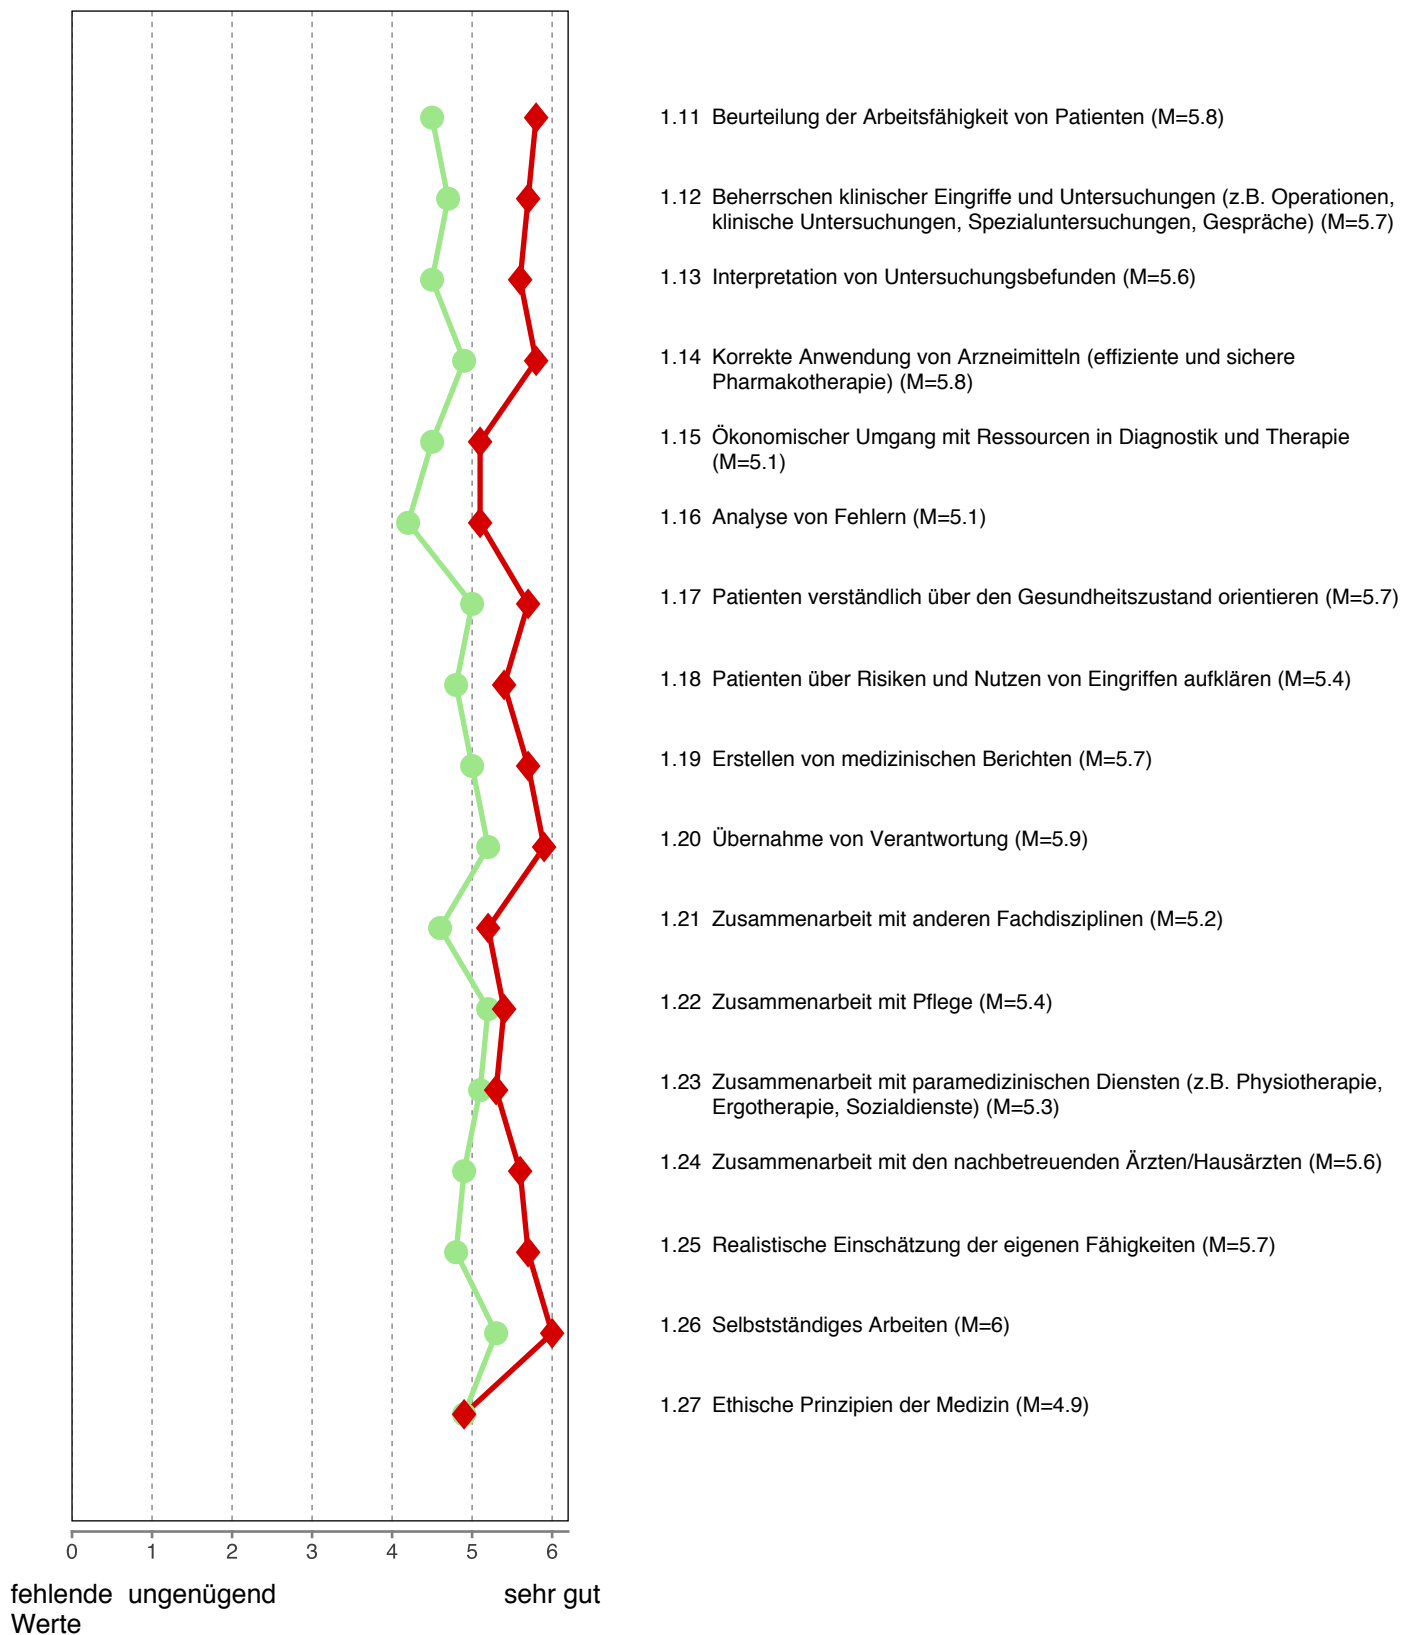 1.11 Beurteilung der Arbeitsfähigkeit von Patienten (M=5.8)
1.12 Beherrschen klinischer Eingriffe und Untersuchungen (z.B. Operationen,
klinische Untersuchungen, Spezialuntersuchungen, Gespräche) (M=5.7)
1.13 Interpretation von Untersuchungsbefunden (M=5.6)
1.14 Korrekte Anwendung von Arzneimitteln (effiziente und sichere
Pharmakotherapie) (M=5.8)
1.15 Ökonomischer Umgang mit Ressourcen in Diagnostik und Therapie
(M=5.1)
1.16 Analyse von Fehlern (M=5.1)
1.17 Patienten verständlich über den Gesundheitszustand orientieren (M=5.7)
1.18 Patienten über Risiken und Nutzen von Eingriffen aufklären (M=5.4)
1.19 Erstellen von medizinischen Berichten (M=5.7)
1.20 Übernahme von Verantwortung (M=5.9)
1.21 Zusammenarbeit mit anderen Fachdisziplinen (M=5.2)
1.22 Zusammenarbeit mit Pflege (M=5.4)
1.23 Zusammenarbeit mit paramedizinischen Diensten (z.B. Physiotherapie,
Ergotherapie, Sozialdienste) (M=5.3)
1.24 Zusammenarbeit mit den nachbetreuenden Ärzten/Hausärzten (M=5.6)
1.25 Realistische Einschätzung der eigenen Fähigkeiten (M=5.7)
1.26 Selbstständiges Arbeiten (M=6)
1.27 Ethische Prinzipien der Medizin (M=4.9)
0 1 2 3 4 5 6
fehlende ungenügend sehr gut
Werte